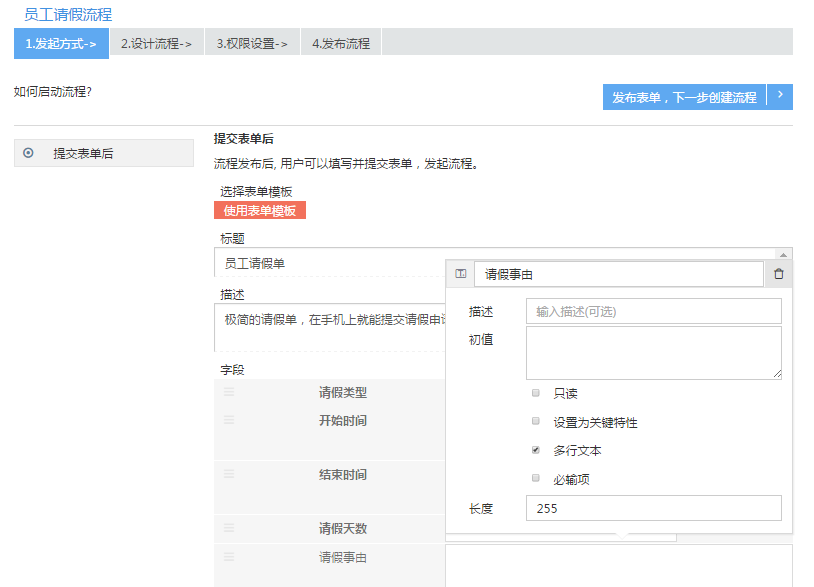 员工请假流程
1.发起方式->
2.设计流程->
3.权限设置->
4.发布流程
如何启动流程?
发布表单，下一步创建流程
提交表单后
提交表单后
流程发布后, 用户可以填写并提交表单，发起流程。
选择表单模板
使用表单模板
标题
员工请假单
描述
极简的请假单，在手机上就能提交请假申
字段
请假类型
开始时间
结束时间
请假天数
请假事由
请假事由
描述
输入描述(可选)
初值
只读
设置为关键特性
多行文本
必输项
长度
255